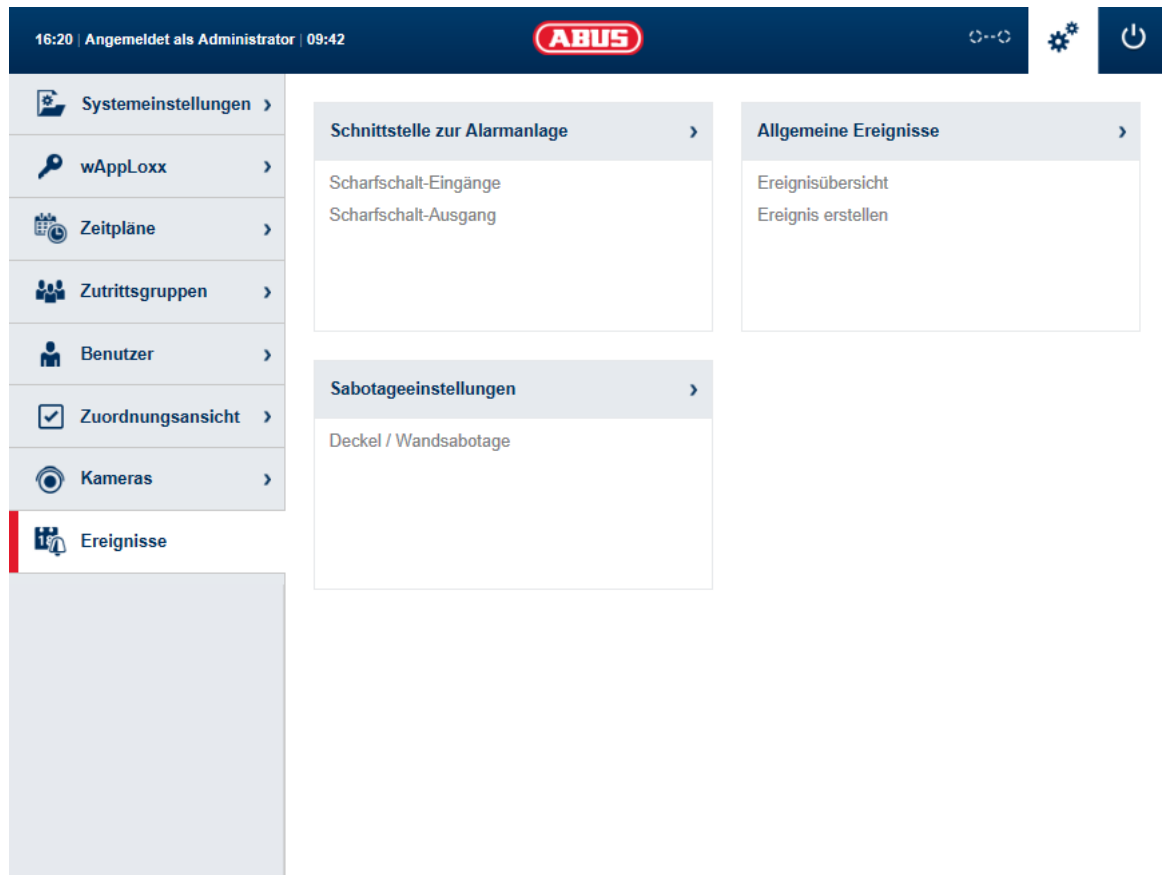 16:20 | Angemeldet als Administrator | 09:42
ABUS
Systemeinstellungen
wAppLoxx
Zeitpläne
Zutrittsgruppen
Benutzer
Zuordnungsansicht
Kameras
18
Ereignisse
Schnittstelle zur Alarmanlage
Scharfschalt-Eingänge
Scharfschalt-Ausgang
Allgemeine Ereignisse
Ereignisübersicht
Ereignis erstellen
Sabotageeinstellungen
Deckel / Wandsabotage